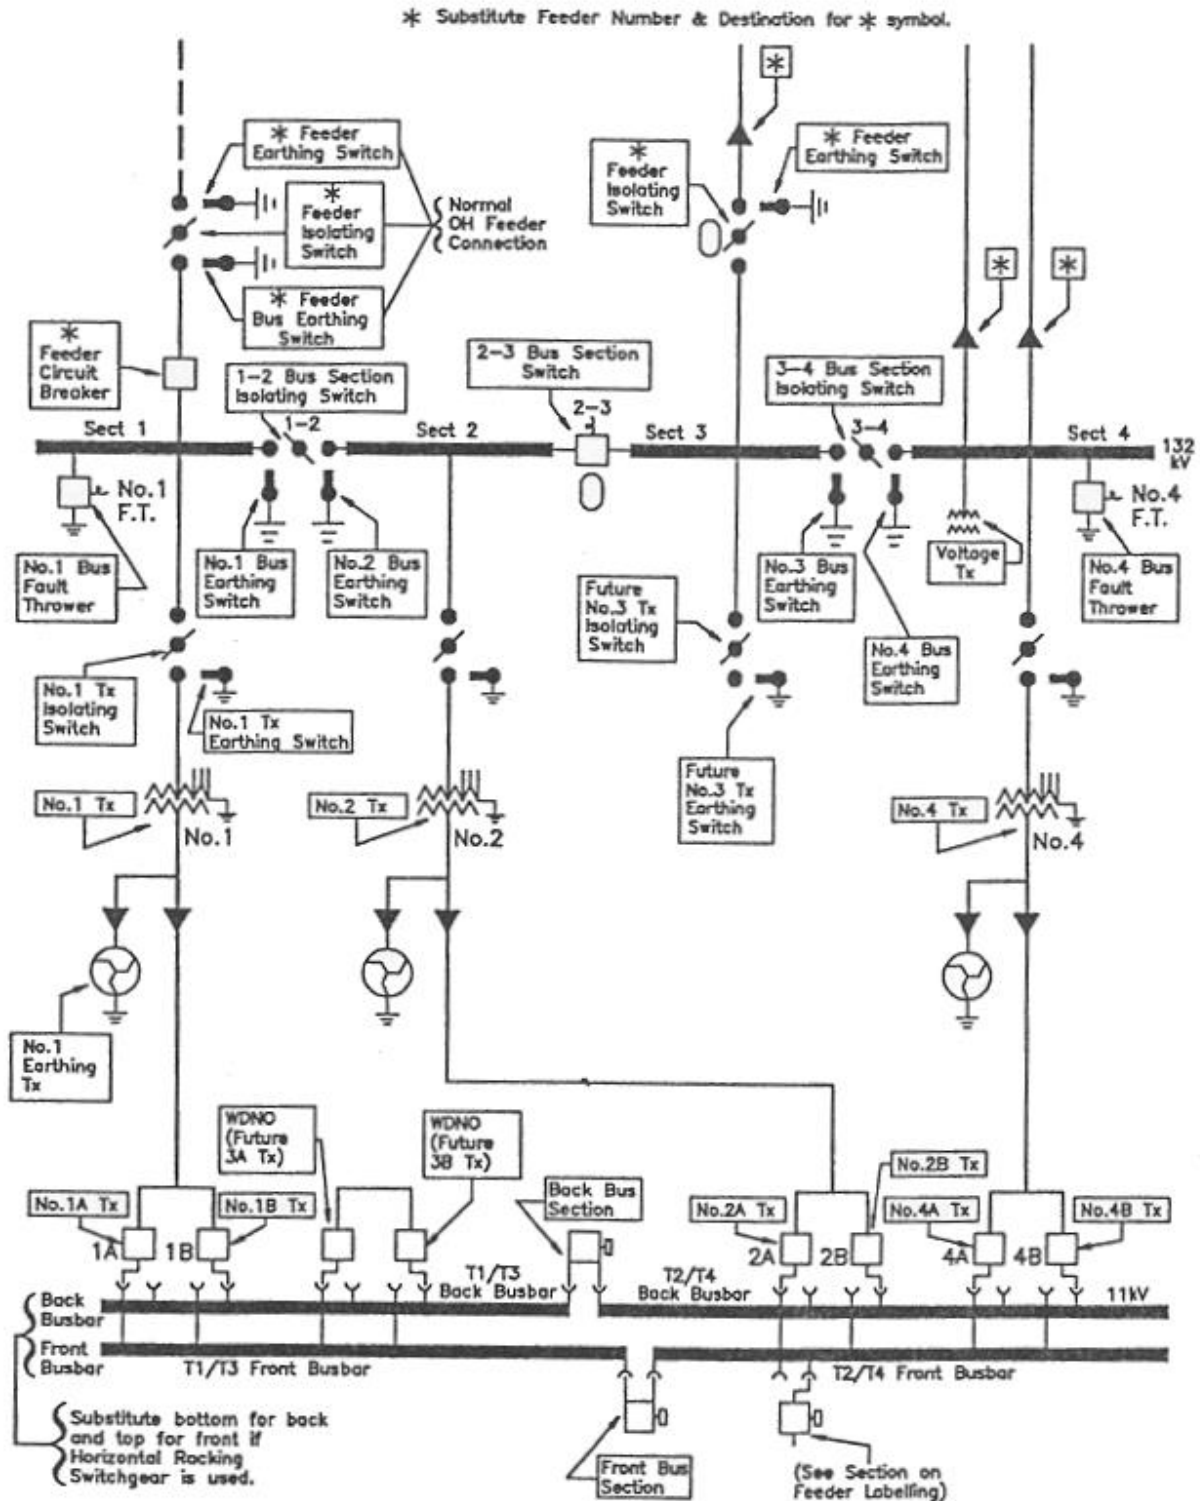 * Substitute Feeder Number & Destination for * symbol.
*
* Feeder
Earthing Switch
*
Feeder
Isolating
Switch
* Feeder
Bus Earthing
Switch
Normal
OH Feeder
Connection
*
Feeder
Isolating
Switch
* Feeder
Earthing Switch
*
*
*
Feeder
Circuit
Breaker
1-2 Bus Section
Isolating Switch
2-3 Bus Section
Switch
3-4 Bus Section
Isolating Switch
Sect 1
1-2
Sect 2
2-3
Sect 3
3-4
Sect 4
132
kV
No.1
F.T.
No.4
F.T.
No.1 Bus
Fault
Thrower
No.1 Bus
Earthing
Switch
No.2 Bus
Earthing
Switch
Future
No.3 Tx
Isolating
Switch
No.3 Bus
Earthing
Switch
Voltage
Tx
No.4 Bus
Fault
Thrower
No.4 Bus
Earthing
Switch
No.1 Tx
Isolating
Switch
No.1 Tx
Earthing Switch
Future
No.3 Tx
Earthing
Switch
No.1 Tx
No.1
No.2 Tx
No.2
No.4 Tx
No.4
No.1
Earthing
Tx
WDNO
(Future
3A Tx)
WDNO
(Future
3B Tx)
Back Bus
Section
No.2B Tx
No.1A Tx
No.1B Tx
No.2A Tx
No.4A Tx
No.4B Tx
1A
1B
2A
2B
4A
4B
T1/T3
Back Busbar
T2/T4
Back Busbar
11kV
Back
Busbar
Front
Busbar
T1/T3 Front Busbar
T2/T4 Front Busbar
Substitute bottom for back
and top for front if
Horizontal Racking
Switchgear is used.
Front Bus
Section
(See Section on
Feeder Labelling)